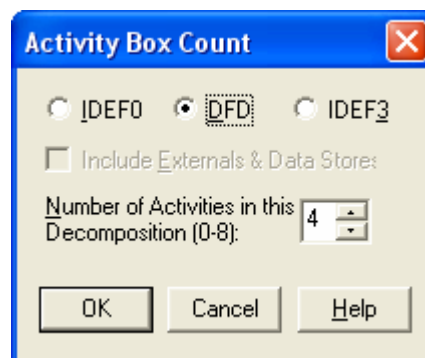 Activity Box Count
IDEF0 DFD IDEF3
Include Externals & Data Stores
Number of Activities in this
Decomposition (0-8):
4
OK Cancel Help